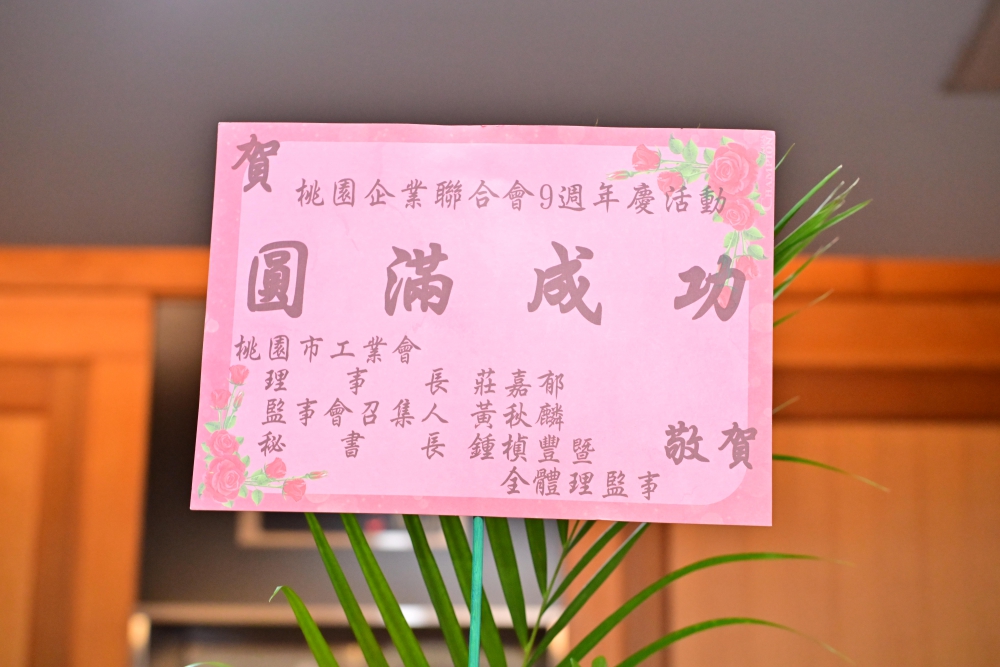 賀
桃園企業聯合會9週年慶活動
圓滿成功
桃園市工業會
理事長 莊嘉郁
監事會召集人 黃秋麟
秘書長 鍾楨豐暨
全體理監事
敬賀